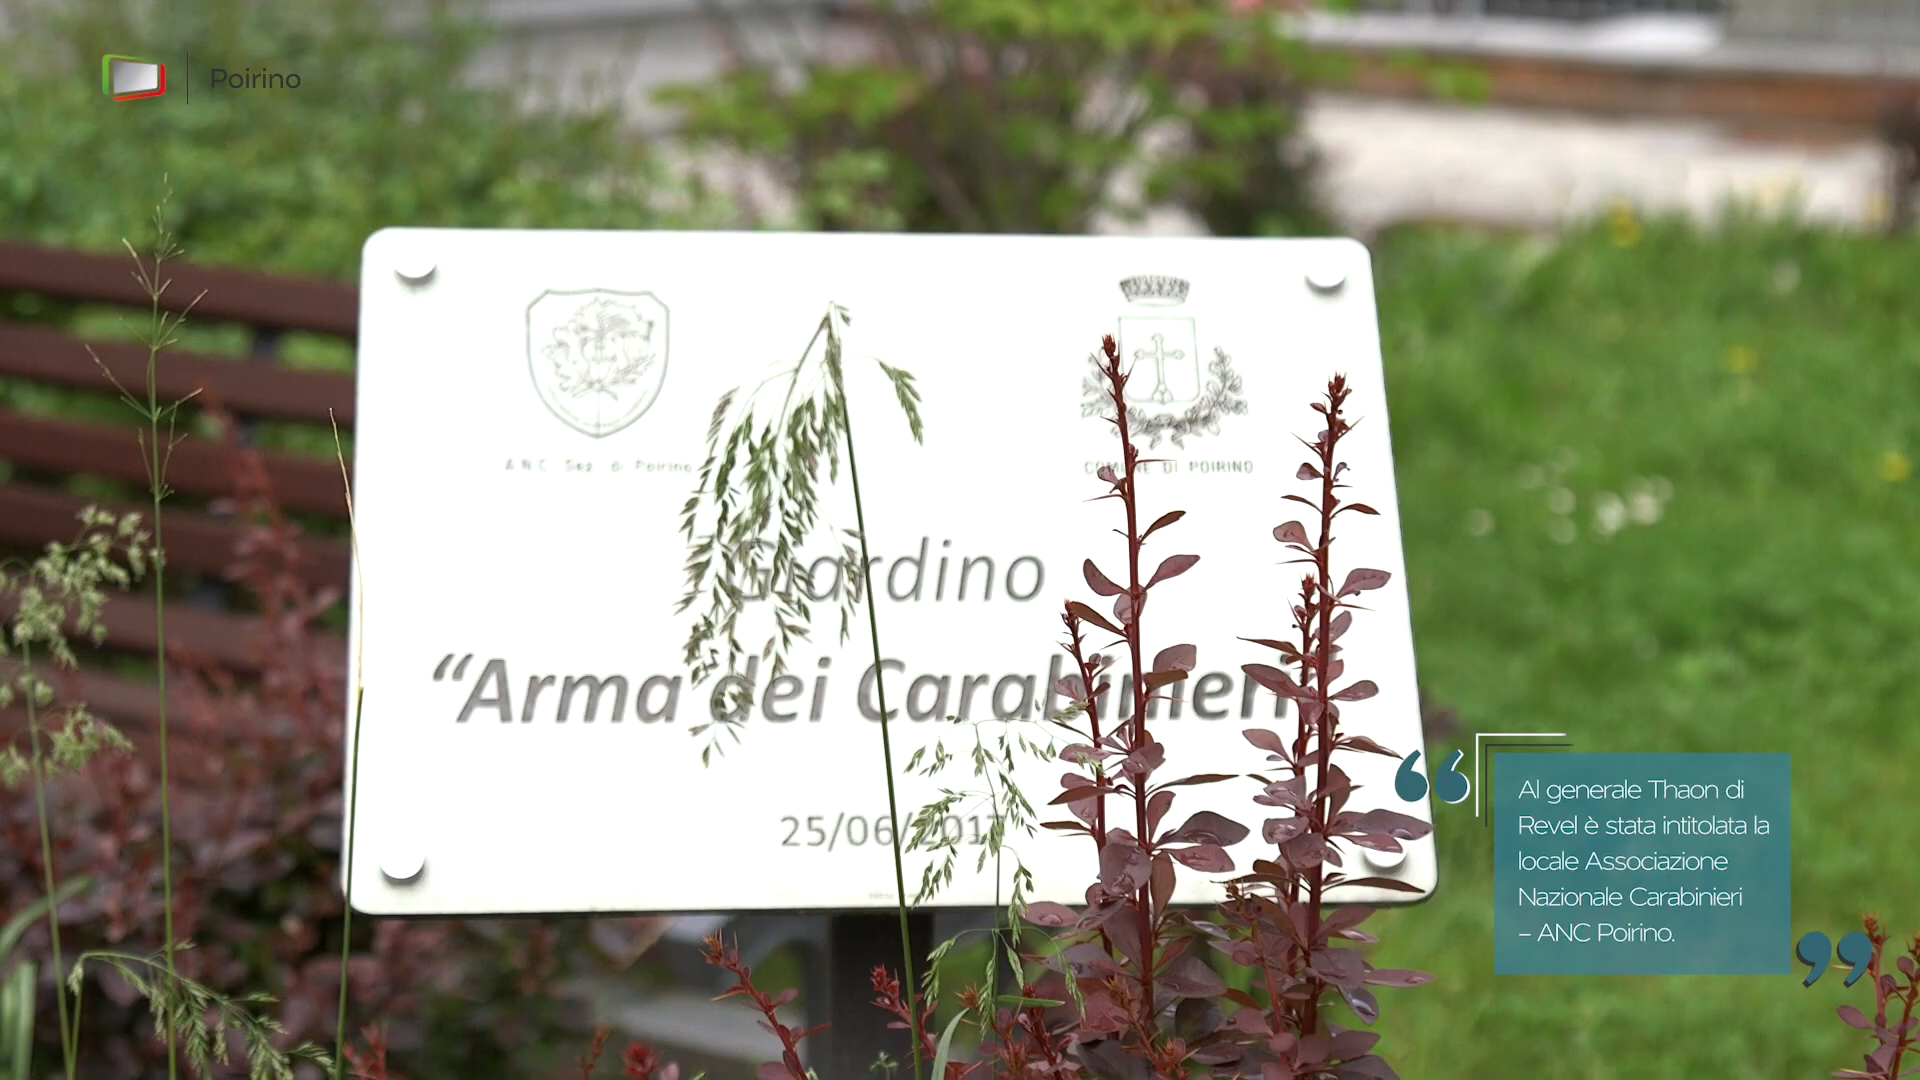 Poirino
A.N.C. Sez. di Poirino
COMUNE DI POIRINO
Giardino
“Arma dei Carabinieri
25/06/2017
“
Al generale Thaon di
Revel è stata intitolata la
locale Associazione
Nazionale Carabinieri
– ANC Poirino.
”